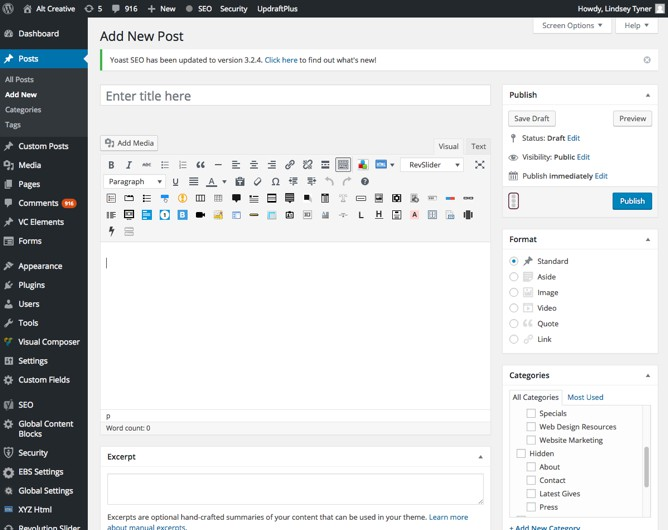 Alt Creative 5 916 + New SEO Security UpdraftPlus Howdy, Lindsey Tyner
Dashboard
Posts
All Posts
Add New
Categories
Tags
Custom Posts
Media
Pages
Comments 916
VC Elements
Forms
Appearance
Plugins
Users
Tools
Visual Composer
Settings
Custom Fields
SEO
Global Content
Blocks
Security
EBS Settings
Global Settings
XYZ Html
Revolution Slider
Screen Options Help
Add New Post
Yoast SEO has been updated to version 3.2.4. Click here to find out what's new!
Enter title here
Add Media
Visual Text
B I ABC RevSlider
Paragraph U A
p
Word count: 0
Excerpt
Excerpts are optional hand-crafted summaries of your content that can be used in your theme. Learn more
about manual excerpts.
Publish
Save Draft Preview
Status: Draft Edit
Visibility: Public Edit
Publish immediately Edit
Publish
Format
Standard
Aside
Image
Video
Quote
Link
Categories
All Categories Most Used
Specials
Web Design Resources
Website Marketing
Hidden
About
Contact
Latest Gives
Press
+ Add New Category